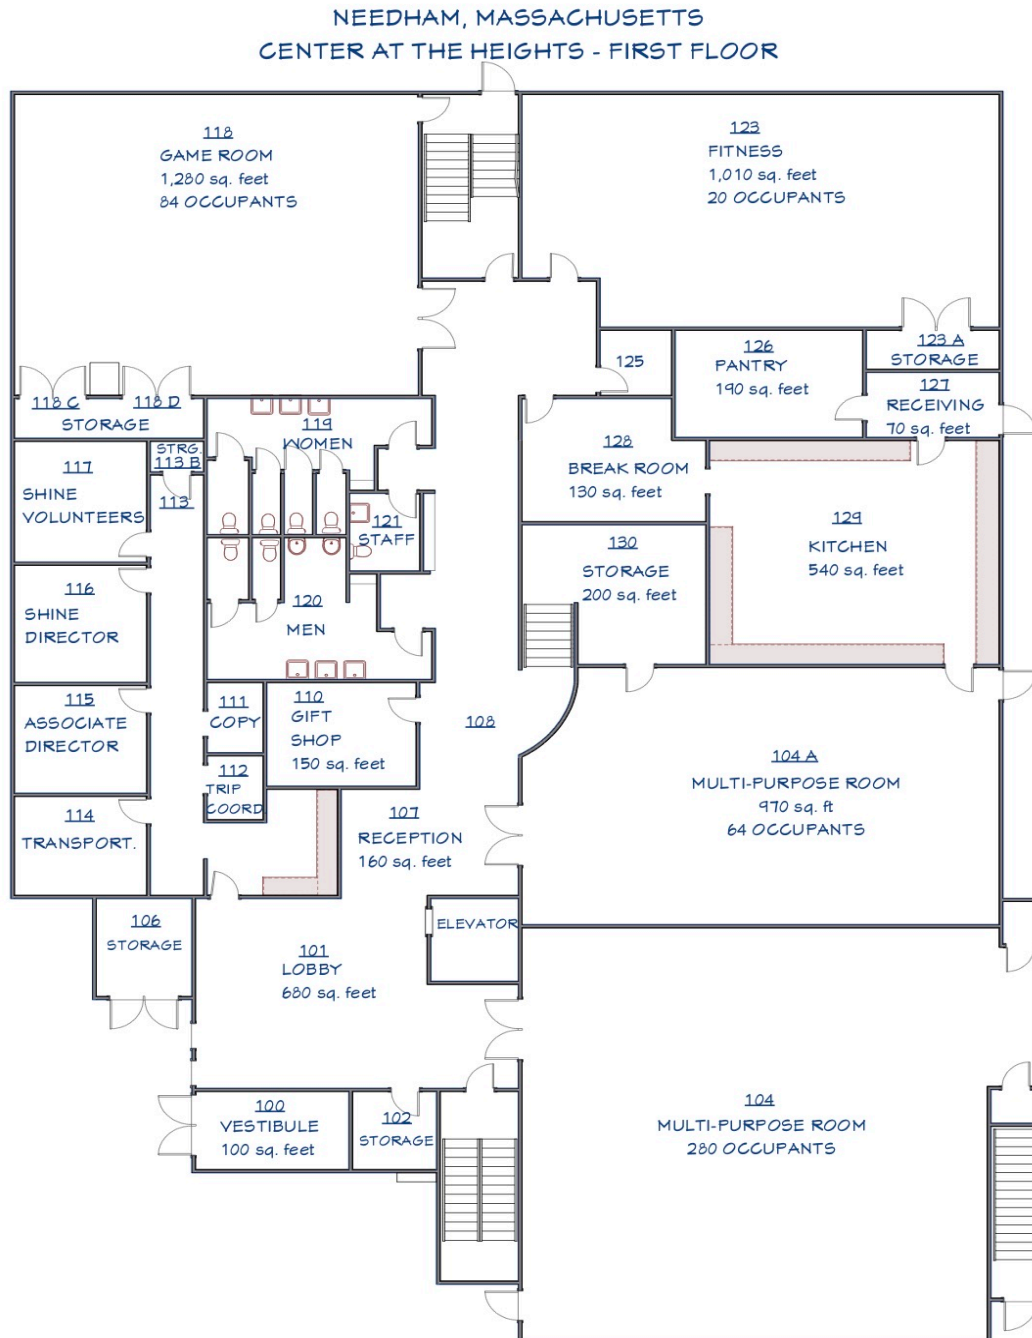 NEEDHAM, MASSACHUSETTS
CENTER AT THE HEIGHTS - FIRST FLOOR
118
GAME ROOM
1,280 sq. feet
84 OCCUPANTS
123
FITNESS
1,010 sq. feet
20 OCCUPANTS
125
126
PANTRY
190 sq. feet
123 A
STORAGE
127
RECEIVING
70 sq. feet
118 C
118 D
STORAGE
119
WOMEN
128
BREAK ROOM
130 sq. feet
STRG.
113 B
117
SHINE
VOLUNTEERS
113
121
STAFF
129
KITCHEN
540 sq. feet
130
STORAGE
200 sq. feet
116
SHINE
DIRECTOR
120
MEN
115
ASSOCIATE
DIRECTOR
111
COPY
110
GIFT
SHOP
150 sq. feet
108
104 A
MULTI-PURPOSE ROOM
970 sq. ft
64 OCCUPANTS
112
TRIP
COORD
114
TRANSPORT.
107
RECEPTION
160 sq. feet
106
STORAGE
ELEVATOR
101
LOBBY
680 sq. feet
100
VESTIBULE
100 sq. feet
102
STORAGE
104
MULTI-PURPOSE ROOM
280 OCCUPANTS